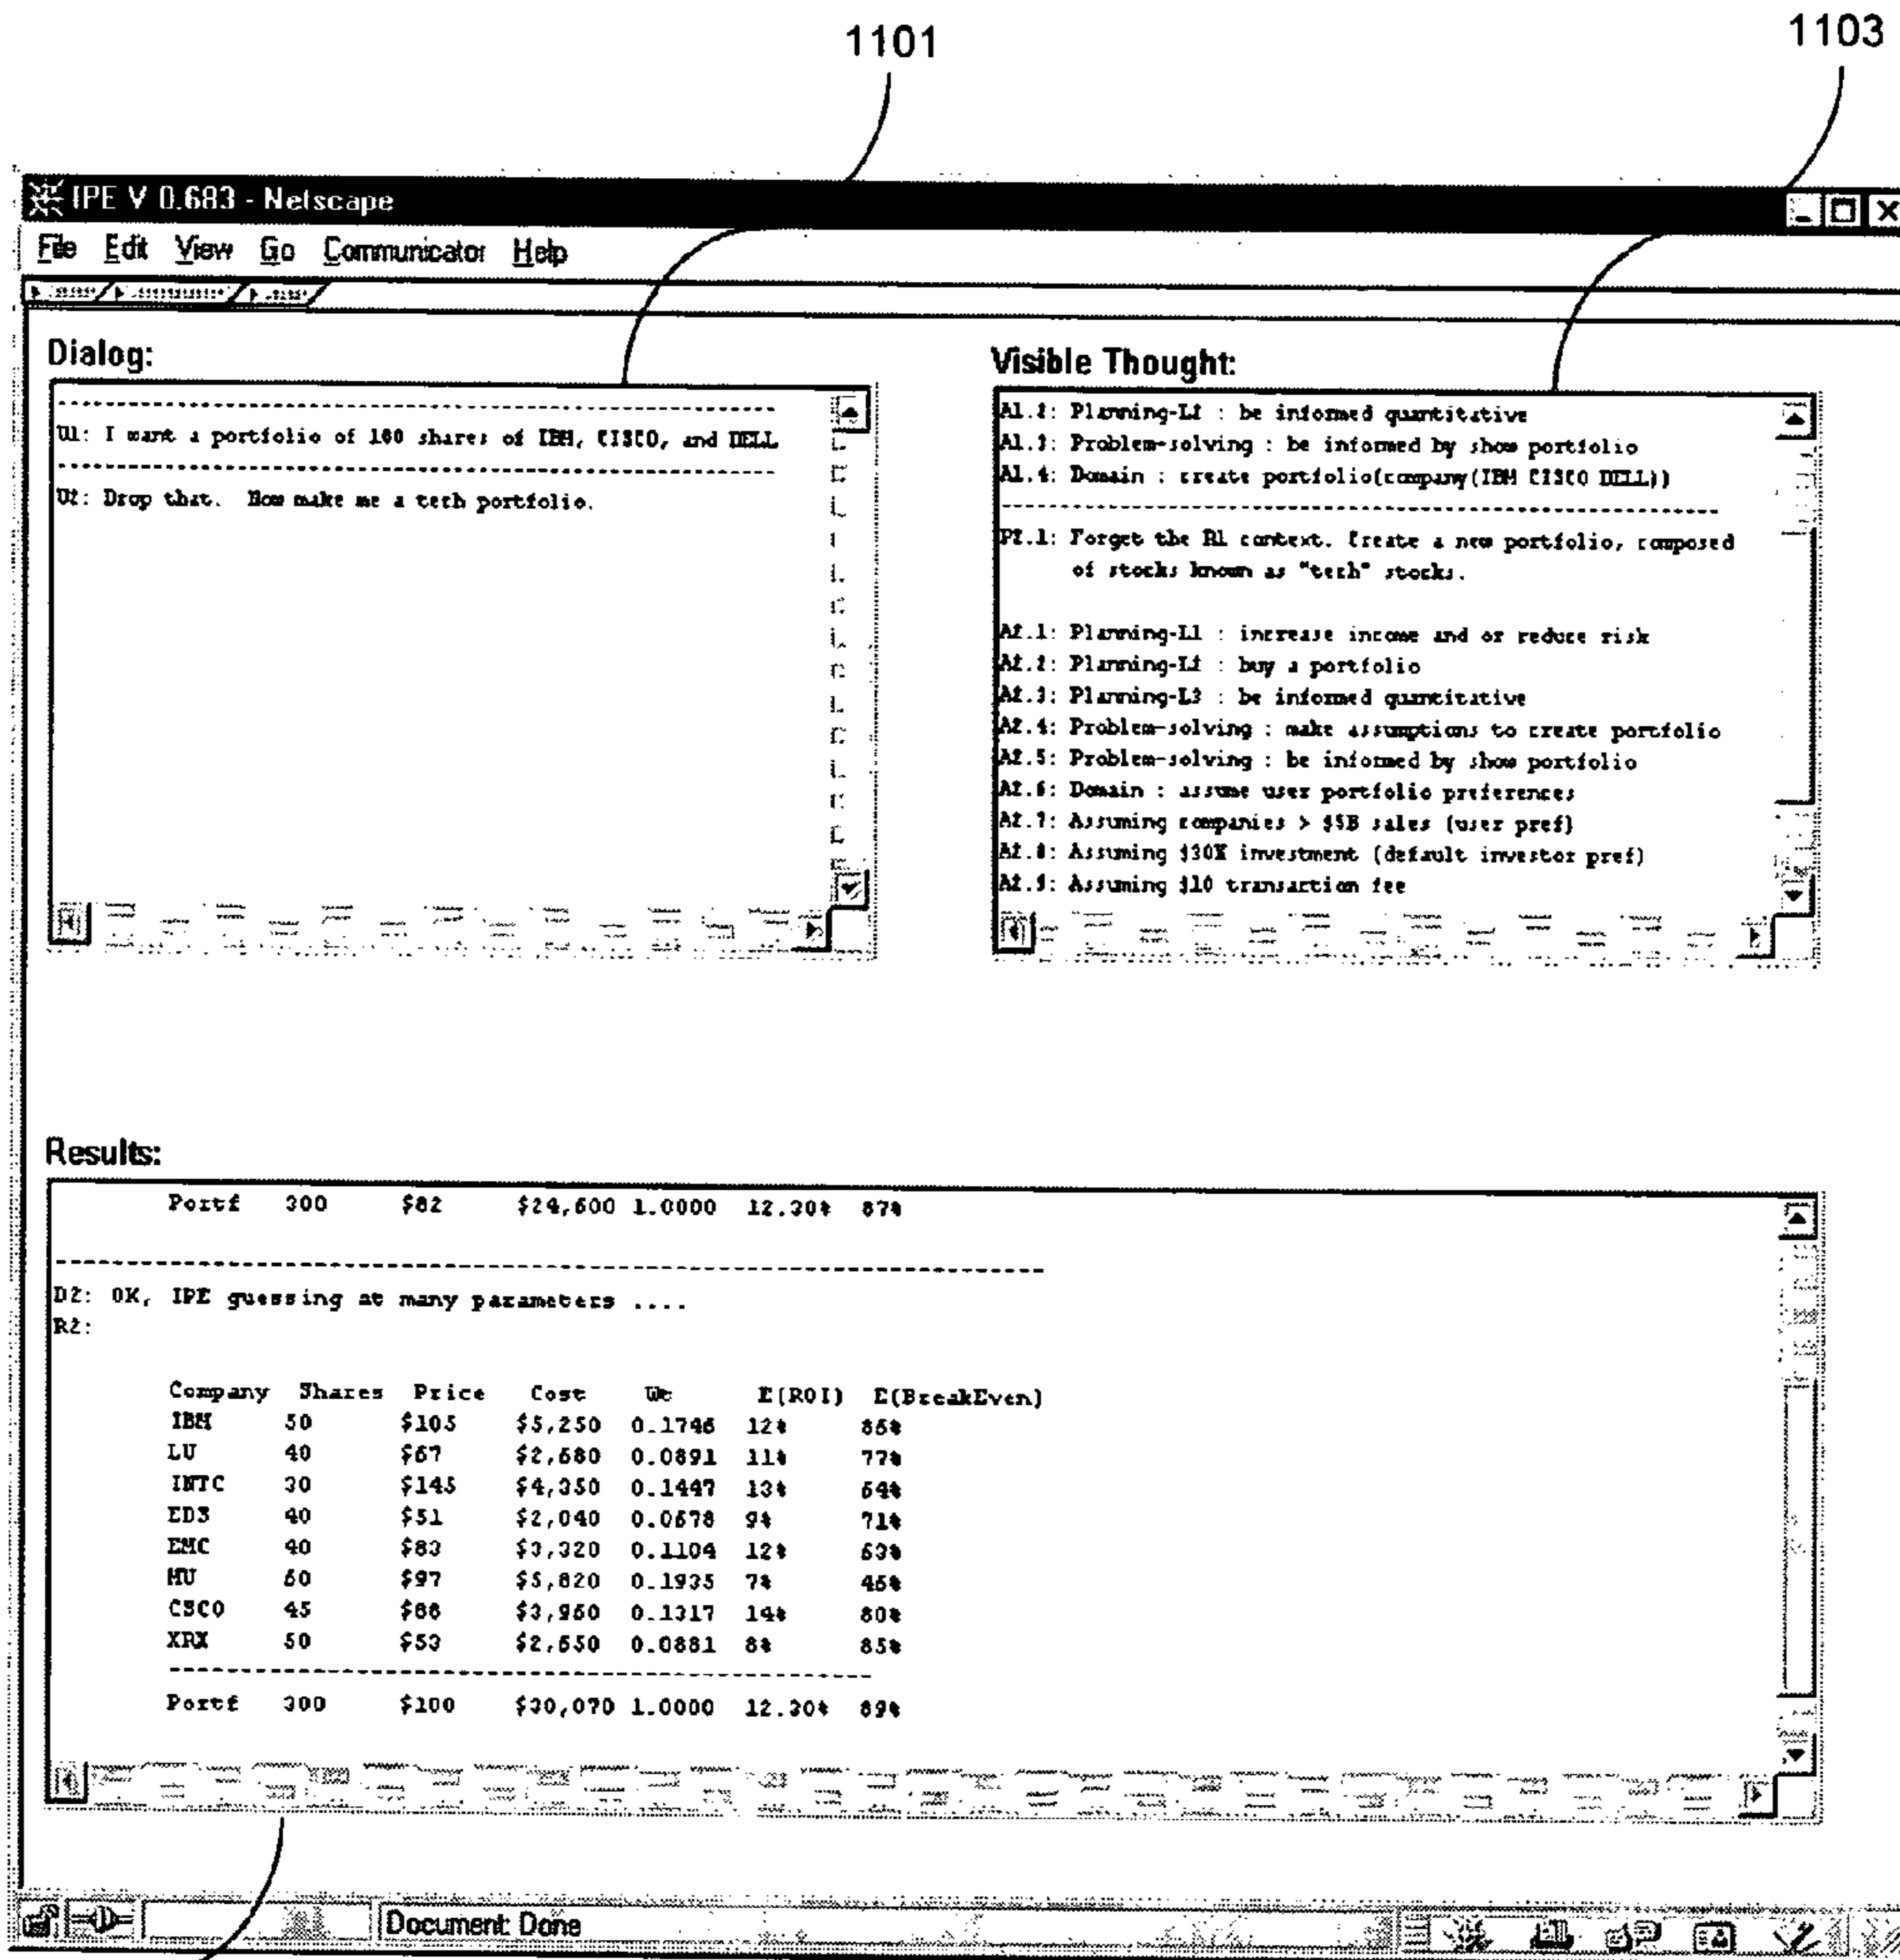 1101
1103
IPE V 0.683 - Netscape
File Edit View Go Communicator Help
Dialog:
U1: I want a portfolio of 100 shares of IBM, CISCO, and DELL
U2: Drop that. Now make me a tech portfolio.
Visible Thought:
A1.2: Planning-L2 : be informed quantitative
A1.3: Problem-solving : be informed by show portfolio
A1.4: Domain : create portfolio(company(IBM CISCO DELL))
P2.1: Forget the R1 context. Create a new portfolio, composed
of stocks known as "tech" stocks.
A2.1: Planning-L1 : increase income and or reduce risk
A2.2: Planning-L2 : buy a portfolio
A2.3: Planning-L3 : be informed quantitative
A2.4: Problem-solving : make assumptions to create portfolio
A2.5: Problem-solving : be informed by show portfolio
A2.6: Domain : assume user portfolio preferences
A2.7: Assuming companies > $5B sales (user pref)
A2.8: Assuming $30K investment (default investor pref)
A2.9: Assuming $10 transaction fee
Results:
Portf 300 $82 $24,600 1.0000 12.30% 87%
D2: OK, IPE guessing at many parameters ....
R2:
Company Shares Price Cost Wt E(ROI) E(BreakEven)
IBM 50 $105 $5,250 0.1746 12% 86%
LU 40 $67 $2,680 0.0891 11% 77%
INTC 30 $145 $4,350 0.1447 13% 64%
EDS 40 $51 $2,040 0.0678 9% 71%
EMC 40 $83 $3,320 0.1104 12% 63%
MU 60 $97 $5,820 0.1935 7% 46%
CSCO 45 $88 $3,960 0.1317 14% 80%
XRX 50 $53 $2,650 0.0881 8% 85%
Portf 300 $100 $30,070 1.0000 12.30% 89%
Document: Done